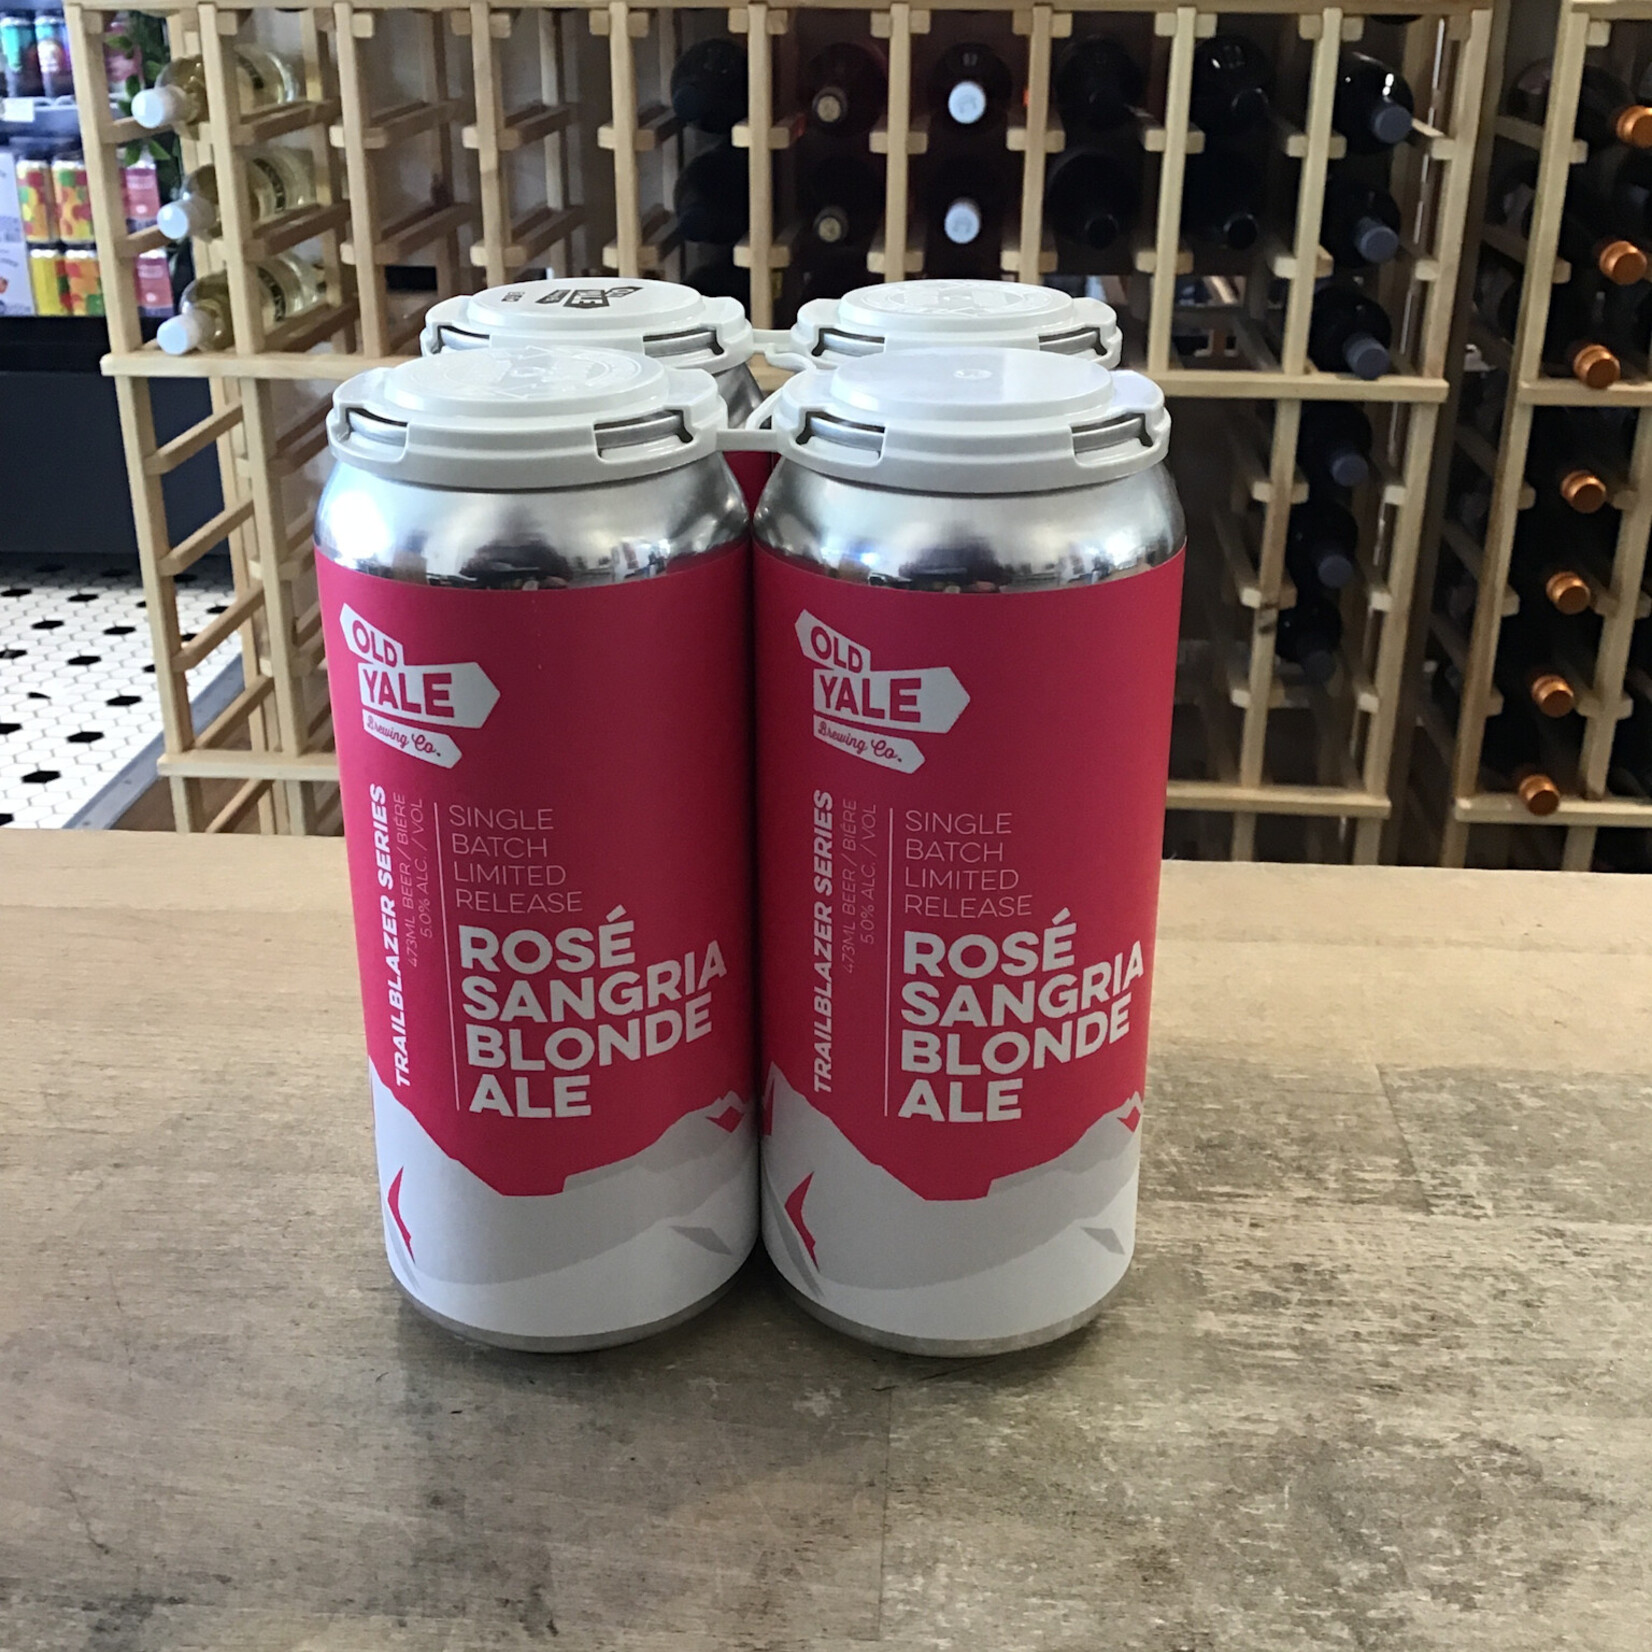 OLD
YALE
OLD
YALE
Brewing Co.
TRAILBLAZER SERIES
473ML BEER / BIÈRE
5.0% ALC. / VOL
SINGLE
BATCH
LIMITED
RELEASE
ROSÉ
SANGRIA
BLONDE
ALE
OLD
YALE
Brewing Co.
TRAILBLAZER SERIES
473ML BEER / BIÈRE
5.0% ALC. / VOL
SINGLE
BATCH
LIMITED
RELEASE
ROSÉ
SANGRIA
BLONDE
ALE